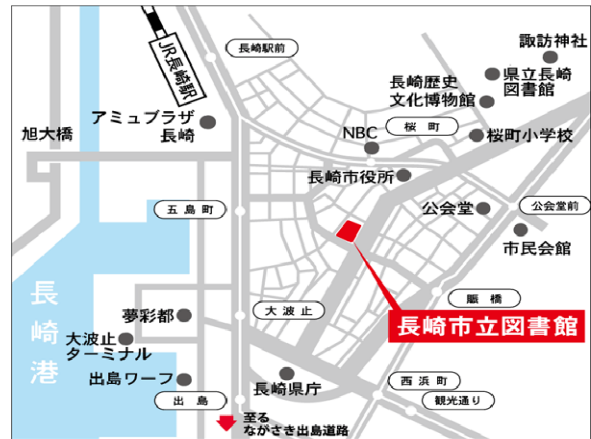 諏訪神社
長崎駅前
JR長崎駅
県立長崎
図書館
長崎歴史
文化博物館
アミュプラザ
長崎
旭大橋
NBC
桜町
桜町小学校
長崎市役所
五島町
公会堂
公会堂前
市民会館
長崎港
夢彩都
大波止
賑橋
長崎市立図書館
大波止
ターミナル
出島ワーフ
長崎県庁
西浜町
観光通り
出島
至る
ながさき出島道路